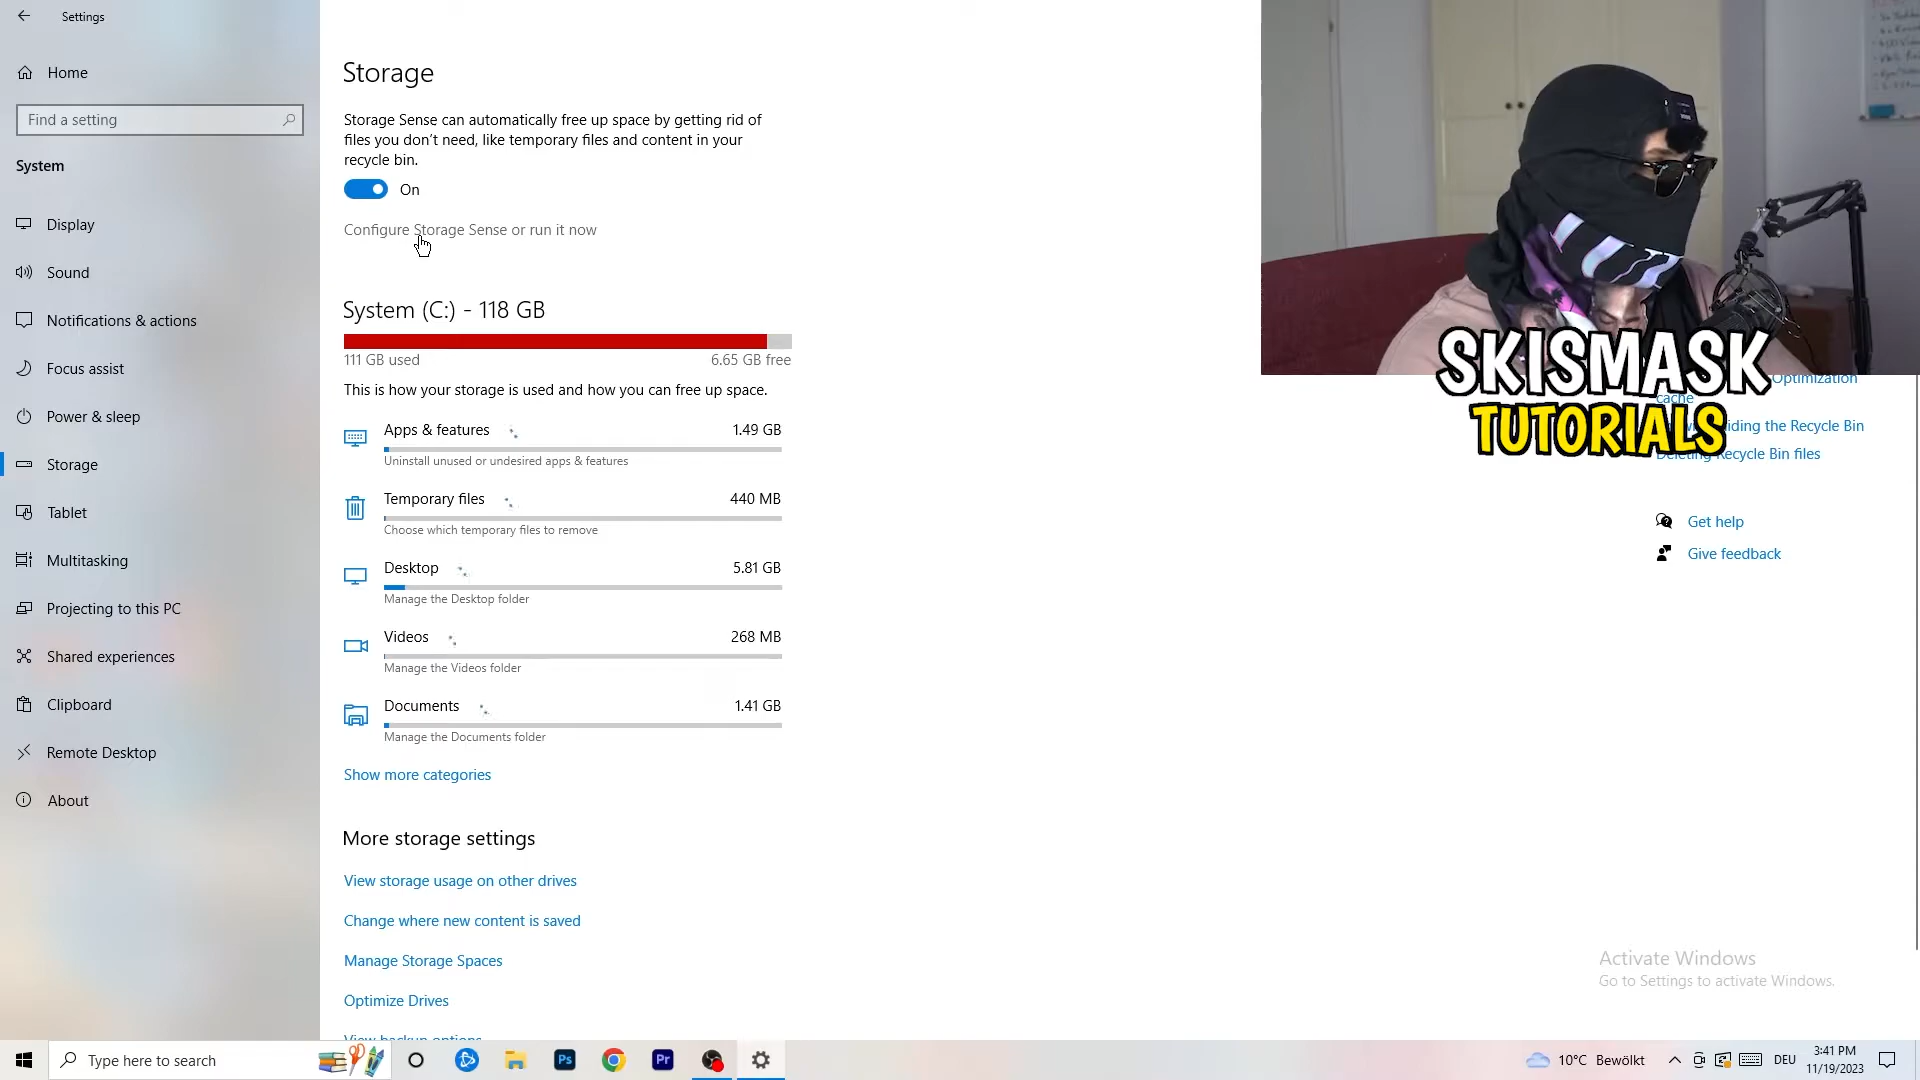 Settings
Home
Find a setting
System
Display
Sound
Notifications & actions
Focus assist
Power & sleep
Storage
Tablet
Multitasking
Projecting to this PC
Shared experiences
Clipboard
Remote Desktop
About
Storage
Storage Sense can automatically free up space by getting rid of
files you don't need, like temporary files and content in your
recycle bin.
On
Configure Storage Sense or run it now
System (C:) - 118 GB
111 GB used 6.65 GB free
This is how your storage is used and how you can free up space.
Apps & features 1.49 GB
Uninstall unused or undesired apps & features
Temporary files 440 MB
Choose which temporary files to remove
Desktop 5.81 GB
Manage the Desktop folder
Videos 268 MB
Manage the Videos folder
Documents 1.41 GB
Manage the Documents folder
Show more categories
More storage settings
View storage usage on other drives
Change where new content is saved
Manage Storage Spaces
Optimize Drives
View backup options
SKISMASK
TUTORIALS
Optimization
cache
the Recycle Bin
Recycle Bin files
Get help
Give feedback
Activate Windows
Go to Settings to activate Windows.
Type here to search
Ps
Pr
10°C Bewölkt
DEU
3:41 PM
11/19/2023